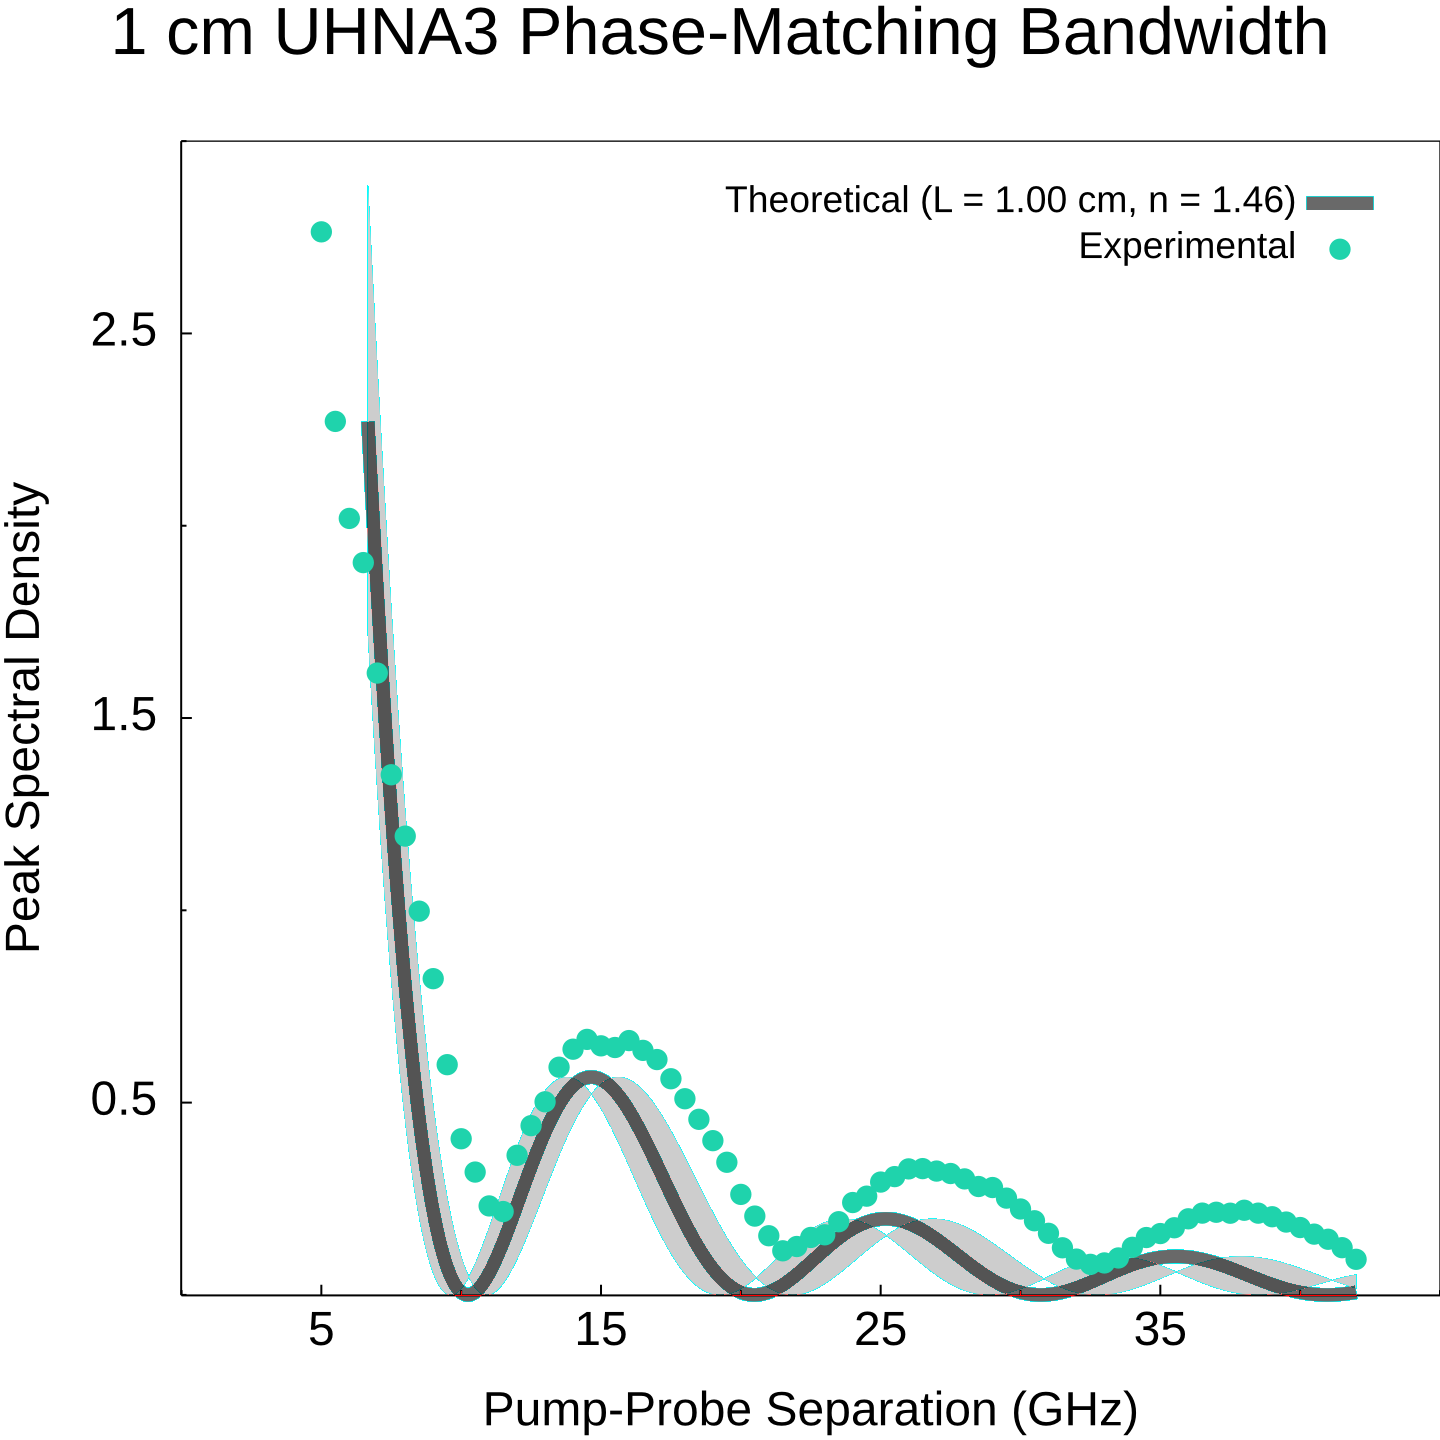 1 cm UHNA3 Phase-Matching Bandwidth
Theoretical (L = 1.00 cm, n = 1.46)
Experimental
2.5
1.5
0.5
Peak Spectral Density
5 15 25 35
Pump-Probe Separation (GHz)